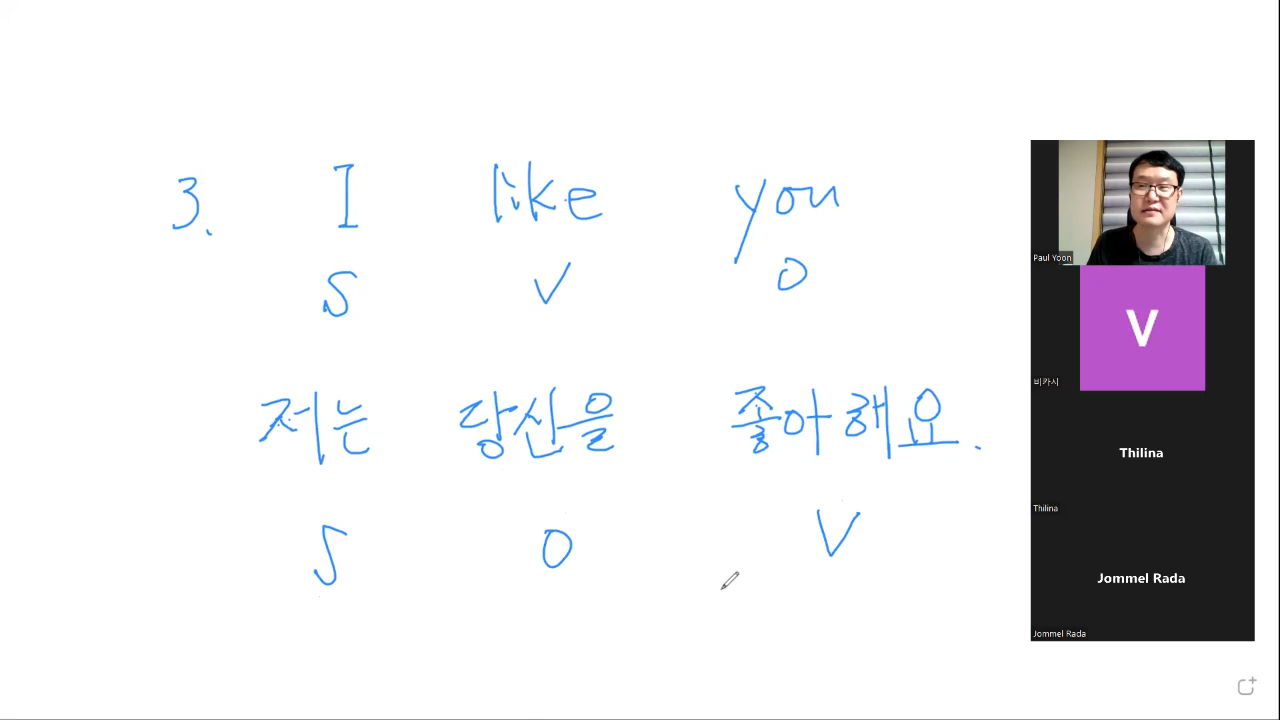 3. I like you
S V O
저는 당신을 좋아해요.
S O V
Paul Yoon
V
비카시
Thilina
Thilina
Jommel Rada
Jommel Rada